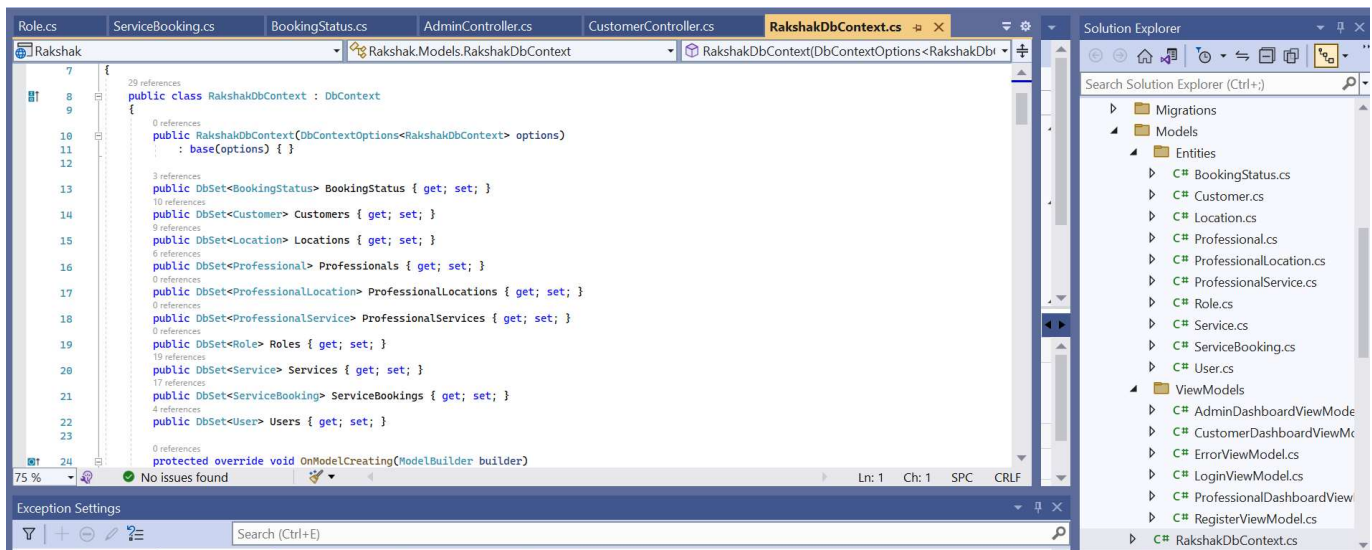 Role.cs ServiceBooking.cs BookingStatus.cs AdminController.cs CustomerController.cs RakshakDbContext.cs
Rakshak Rakshak.Models.RakshakDbContext RakshakDbContext(DbContextOptions<RakshakDb
7 {
29 references
8 public class RakshakDbContext : DbContext
9 {
0 references
10 public RakshakDbContext(DbContextOptions<RakshakDbContext> options)
11 : base(options) { }
12
3 references
13 public DbSet<BookingStatus> BookingStatus { get; set; }
10 references
14 public DbSet<Customer> Customers { get; set; }
9 references
15 public DbSet<Location> Locations { get; set; }
6 references
16 public DbSet<Professional> Professionals { get; set; }
0 references
17 public DbSet<ProfessionalLocation> ProfessionalLocations { get; set; }
0 references
18 public DbSet<ProfessionalService> ProfessionalServices { get; set; }
0 references
19 public DbSet<Role> Roles { get; set; }
19 references
20 public DbSet<Service> Services { get; set; }
17 references
21 public DbSet<ServiceBooking> ServiceBookings { get; set; }
4 references
22 public DbSet<User> Users { get; set; }
23
0 references
24 protected override void OnModelCreating(ModelBuilder builder)
75 % No issues found Ln: 1 Ch: 1 SPC CRLF
Exception Settings
Search (Ctrl+E)
Solution Explorer
Search Solution Explorer (Ctrl+;)
Migrations
Models
Entities
C# BookingStatus.cs
C# Customer.cs
C# Location.cs
C# Professional.cs
C# ProfessionalLocation.cs
C# ProfessionalService.cs
C# Role.cs
C# Service.cs
C# ServiceBooking.cs
C# User.cs
ViewModels
C# AdminDashboardViewMode
C# CustomerDashboardViewMo
C# ErrorViewModel.cs
C# LoginViewModel.cs
C# ProfessionalDashboardView
C# RegisterViewModel.cs
C# RakshakDbContext.cs